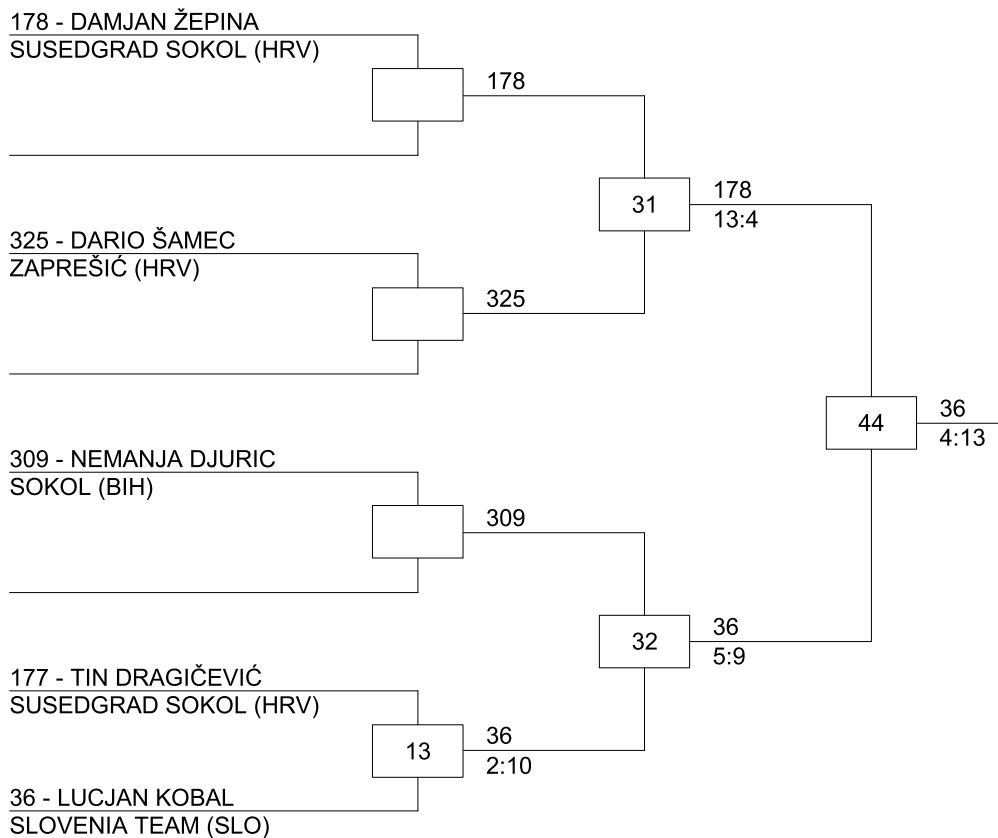 178 - DAMJAN ŽEPINA
SUSEDGRAD SOKOL (HRV)
178
31
178
13:4
325 - DARIO ŠAMEC
ZAPREŠIĆ (HRV)
325
44
36
4:13
309 - NEMANJA DJURIC
SOKOL (BIH)
309
32
36
5:9
177 - TIN DRAGIČEVIĆ
SUSEDGRAD SOKOL (HRV)
13
36
2:10
36 - LUCJAN KOBAL
SLOVENIA TEAM (SLO)